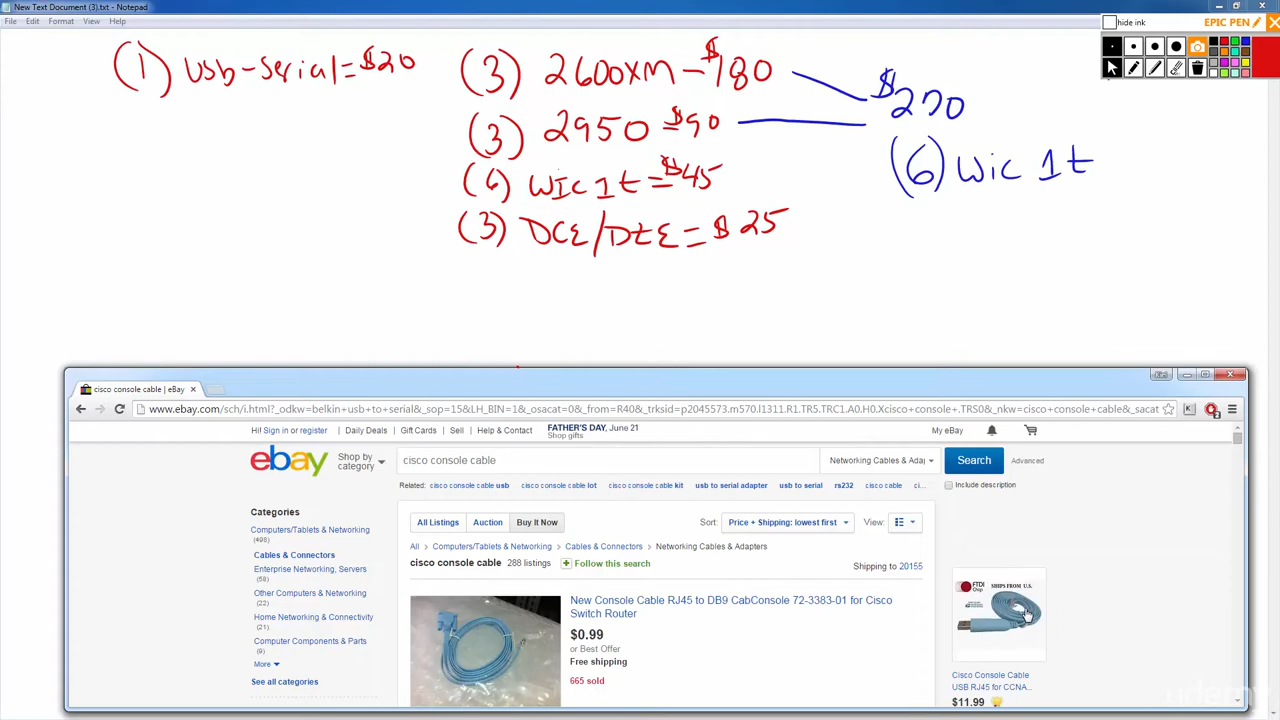 New Text Document (3).txt - Notepad
File Edit Format View Help
hide ink
EPIC PEN
(1) Usb-Serial = $20
(3) 2600XM - $180
(3) 2950 = $90
(6) WIC 1t = $45
(3) DCE/DTE = $25
$270
(6) Wic 1t
cisco console cable | eBay
www.ebay.com/sch/i.html?_odkw=belkin+usb+to+serial&_sop=15&LH_BIN=1&_osacat=0&_from=R40&_trksid=p2045573.m570.l1311.R1.TR5.TRC1.A0.H0.Xcisco+console+.TRS0&_nkw=cisco+console+cable&_sacat
Hi! Sign in or register Daily Deals Gift Cards Sell Help & Contact
FATHER'S DAY, June 21
Shop gifts
My eBay
ebay
Shop by
category
cisco console cable
Networking Cables & Adap
Search
Advanced
Related: cisco console cable usb cisco console cable lot cisco console cable kit usb to serial adapter usb to serial rs232 cisco cable ci...
Include description
Categories
Computers/Tablets & Networking
(498)
Cables & Connectors
Enterprise Networking, Servers
(58)
Other Computers & Networking
(22)
Home Networking & Connectivity
(21)
Computer Components & Parts
(9)
More
See all categories
All Listings Auction Buy It Now
Sort: Price + Shipping: lowest first
View:
All > Computers/Tablets & Networking > Cables & Connectors > Networking Cables & Adapters
cisco console cable 288 listings
Follow this search
Shipping to 20155
New Console Cable RJ45 to DB9 CabConsole 72-3383-01 for Cisco
Switch Router
$0.99
or Best Offer
Free shipping
665 sold
SHIPS FROM U.S.
FTDI
Chip
Cisco Console Cable
USB RJ45 for CCNA...
$11.99
udemy